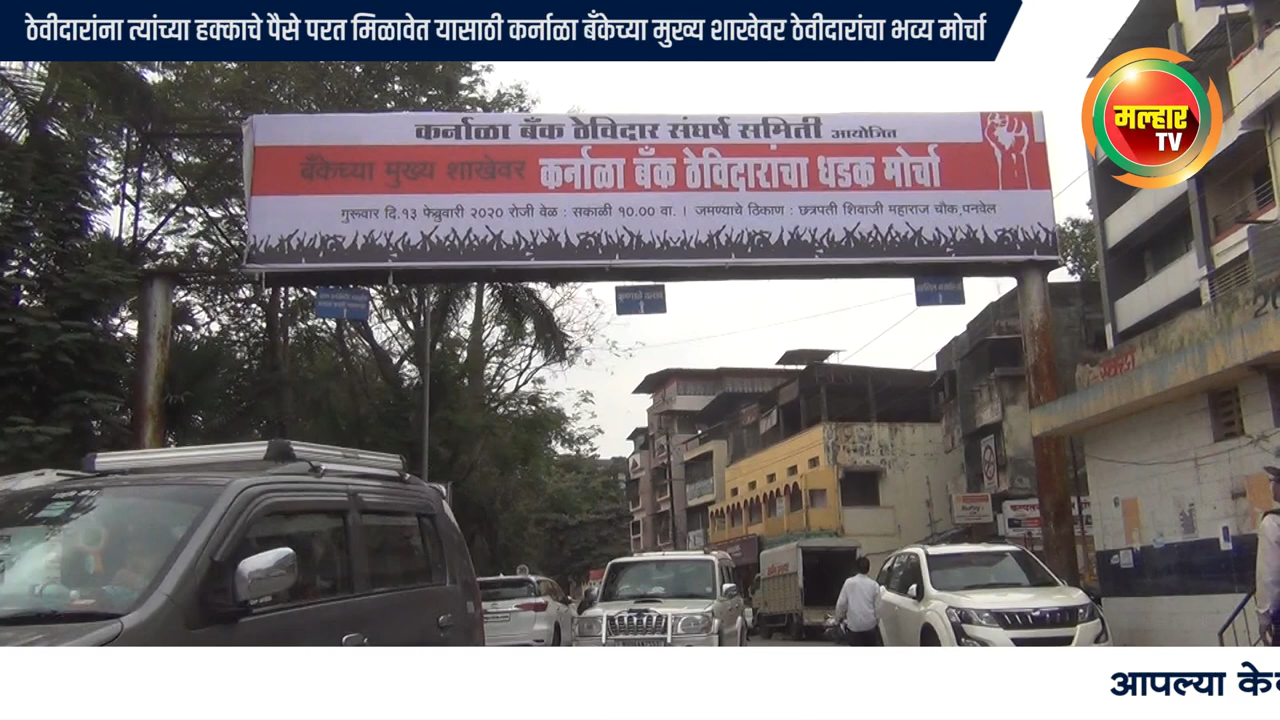 ठेवीदारांना त्यांच्या हक्काचे पैसे परत मिळावेत यासाठी कर्नाळा बँकेच्या मुख्य शाखेवर ठेवीदारांचा भव्य मोर्चा
मल्हार
TV
कर्नाळा बँक ठेविदार संघर्ष समिती आयोजित
बँकेच्या मुख्य शाखेवर कर्नाळा बँक ठेविदारांचा धडक मोर्चा
गुरूवार दि.१३ फेब्रुवारी २०२० रोजी वेळ : सकाळी १०.०० वा. । जमण्याचे ठिकाण : छत्रपती शिवाजी महाराज चौक,पनवेल
आपल्या